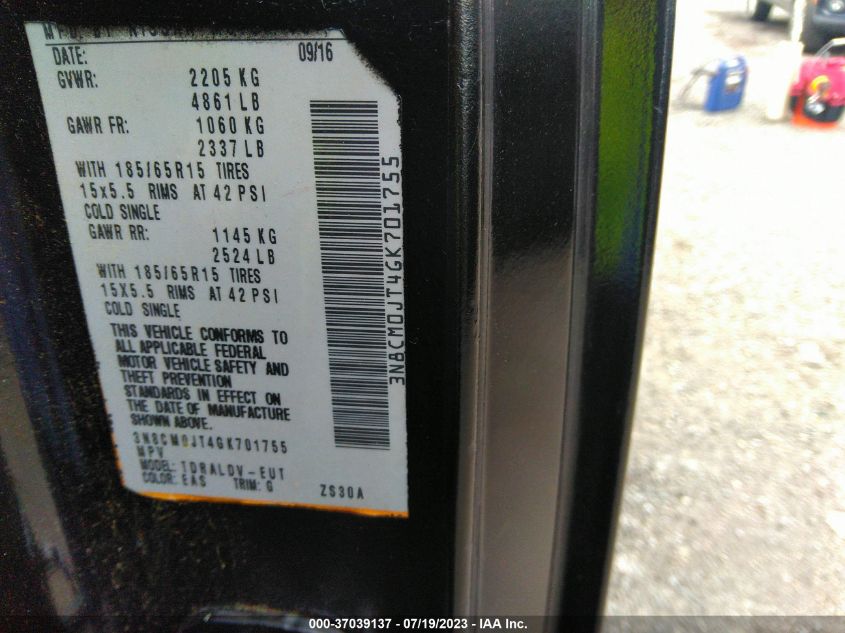 DATE: 09/16
GVWR: 2205 KG
4861 LB
GAWR FR: 1060 KG
2337 LB
WITH 185/65R15 TIRES
15x5.5 RIMS AT 42 PSI
COLD SINGLE
GAWR RR: 1145 KG
2524 LB
WITH 185/65R15 TIRES
15X5.5 RIMS AT 42 PSI
COLD SINGLE
THIS VEHICLE CONFORMS TO
ALL APPLICABLE FEDERAL
MOTOR VEHICLE SAFETY AND
THEFT PREVENTION
STANDARDS IN EFFECT ON
THE DATE OF MANUFACTURE
SHOWN ABOVE.
3N8CM0JT4GK701755
MPV
MODEL: TDRALDV-EUT
COLOR: EAS TRIM: G ZS30A
3N8CM0JT4GK701755
000-37039137 - 07/19/2023 - IAA Inc.